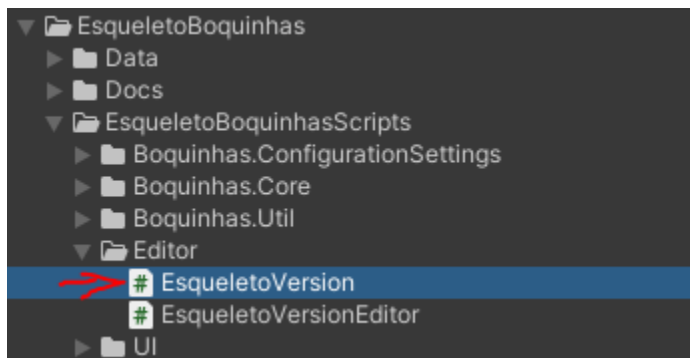 EsqueletoBoquinhas
Data
Docs
EsqueletoBoquinhasScripts
Boquinhas.ConfigurationSettings
Boquinhas.Core
Boquinhas.Util
Editor
# EsqueletoVersion
# EsqueletoVersionEditor
UI